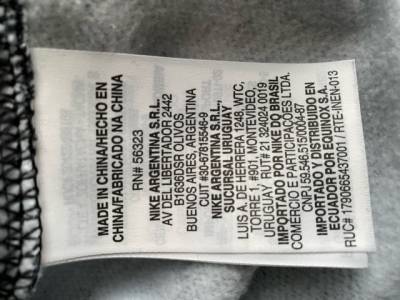 MADE IN CHINA/HECHO EN
CHINA/FABRICADO NA CHINA
RN# 56323
NIKE ARGENTINA S.R.L.
AV DEL LIBERTADOR 2442
B1636DSR OLIVOS
BUENOS AIRES, ARGENTINA
CUIT #30-67815546-9
NIKE ARGENTINA S.R.L.,
SUCURSAL URUGUAY
LUIS A. DE HERRERA 1248, WTC,
TORRE 1 #901, MONTEVIDEO,
URUGUAY RUT# 21 324024 0019
IMPORTADO POR NIKE DO BRASIL
COMERCIO E PARTICIPAÇÕES LTDA.
CNPJ 59.546.515/0004-87
IMPORTADO Y DISTRIBUIDO EN
ECUADOR POR EQUINOX S.A.
RUC# 1790665437001 / RTE-INEN-013